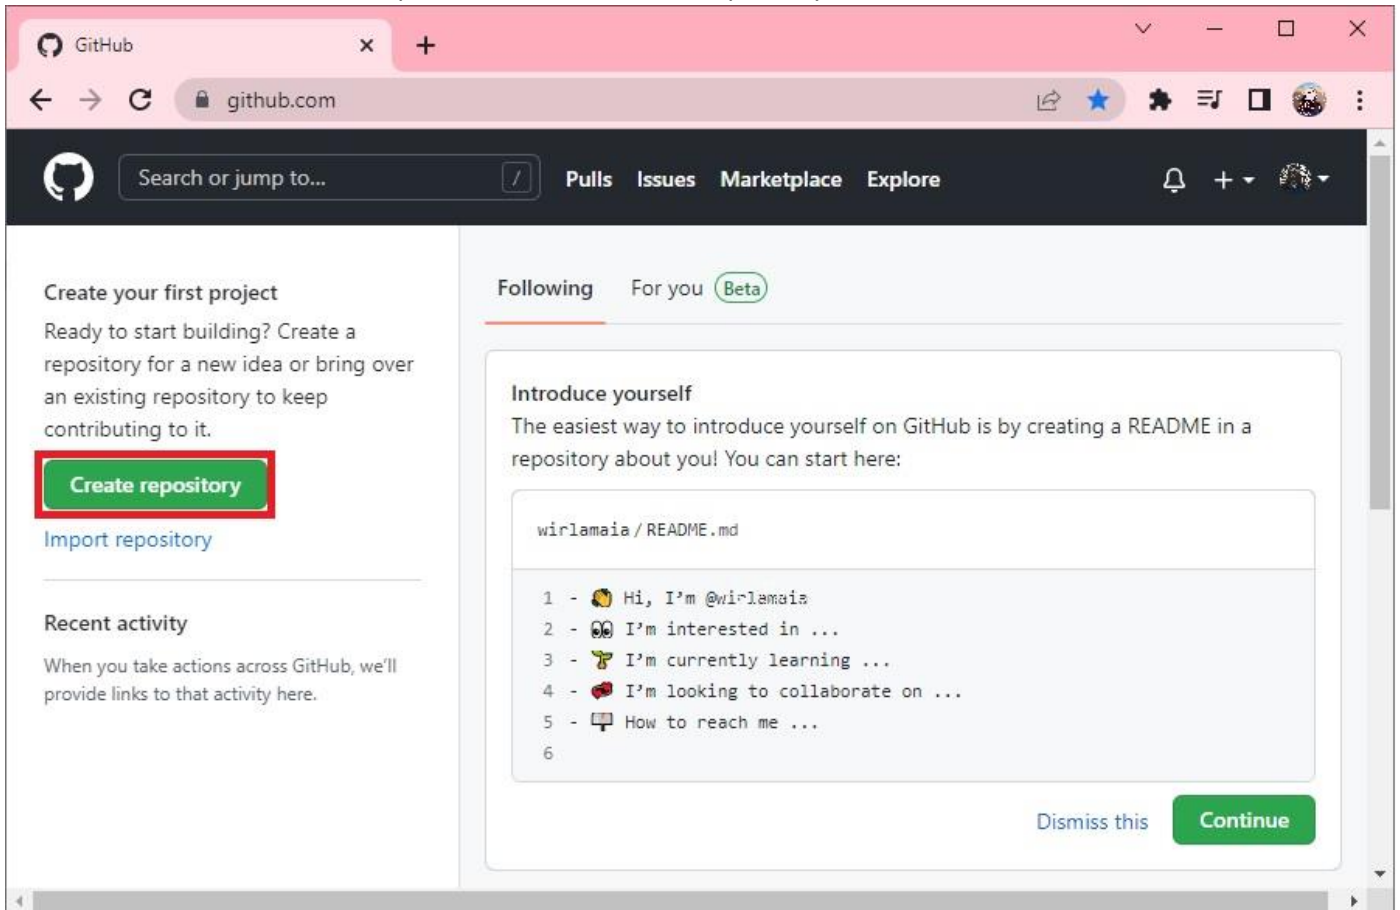 GitHub
github.com
Search or jump to...
/
Pulls Issues Marketplace Explore
Create your first project
Ready to start building? Create a
repository for a new idea or bring over
an existing repository to keep
contributing to it.
Create repository
Import repository
Recent activity
When you take actions across GitHub, we'll
provide links to that activity here.
Following For you Beta
Introduce yourself
The easiest way to introduce yourself on GitHub is by creating a README in a
repository about you! You can start here:
wirlamaia / README.md
1 - 👋 Hi, I'm @wirlamaia
2 - 👀 I'm interested in ...
3 - 🌱 I'm currently learning ...
4 - 💞️ I'm looking to collaborate on ...
5 - 📫 How to reach me ...
6
Dismiss this Continue